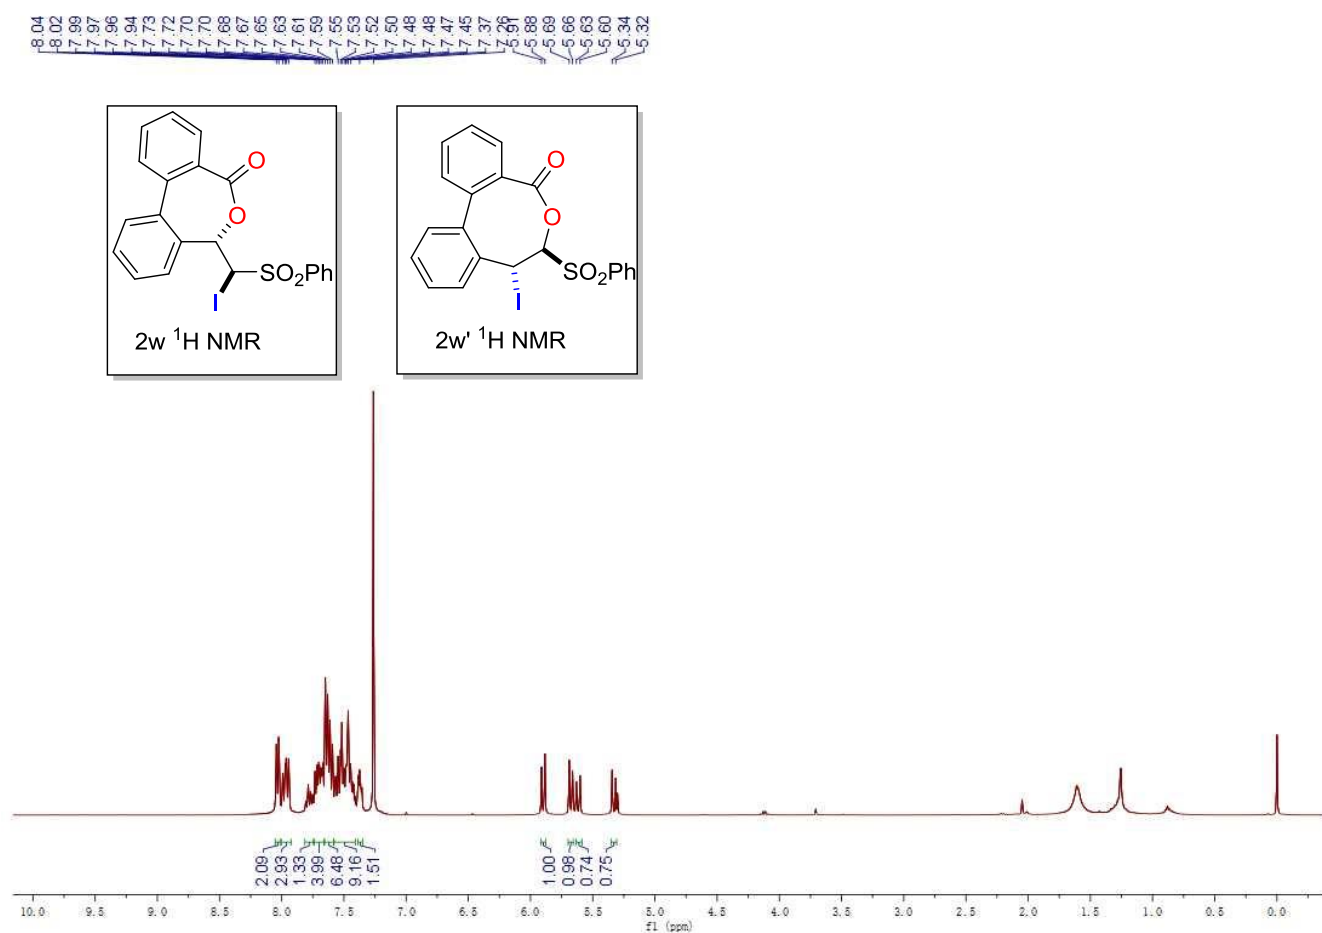 8.04 8.02 7.99 7.97 7.96 7.94 7.73 7.72 7.70 7.70 7.68 7.67 7.65 7.63 7.61 7.59 7.55 7.53 7.52 7.50 7.48 7.48 7.47 7.45 7.37 7.26 5.91 5.88 5.69 5.66 5.63 5.60 5.34 5.32
O
O
SO2Ph
I
2w 1H NMR
O
O
SO2Ph
I
2w' 1H NMR
2.09 2.93 1.33 3.99 6.48 9.16 1.51 1.00 0.98 0.74 0.75
10.0 9.5 9.0 8.5 8.0 7.5 7.0 6.5 6.0 5.5 5.0 4.5 4.0 3.5 3.0 2.5 2.0 1.5 1.0 0.5 0.0
f1 (ppm)